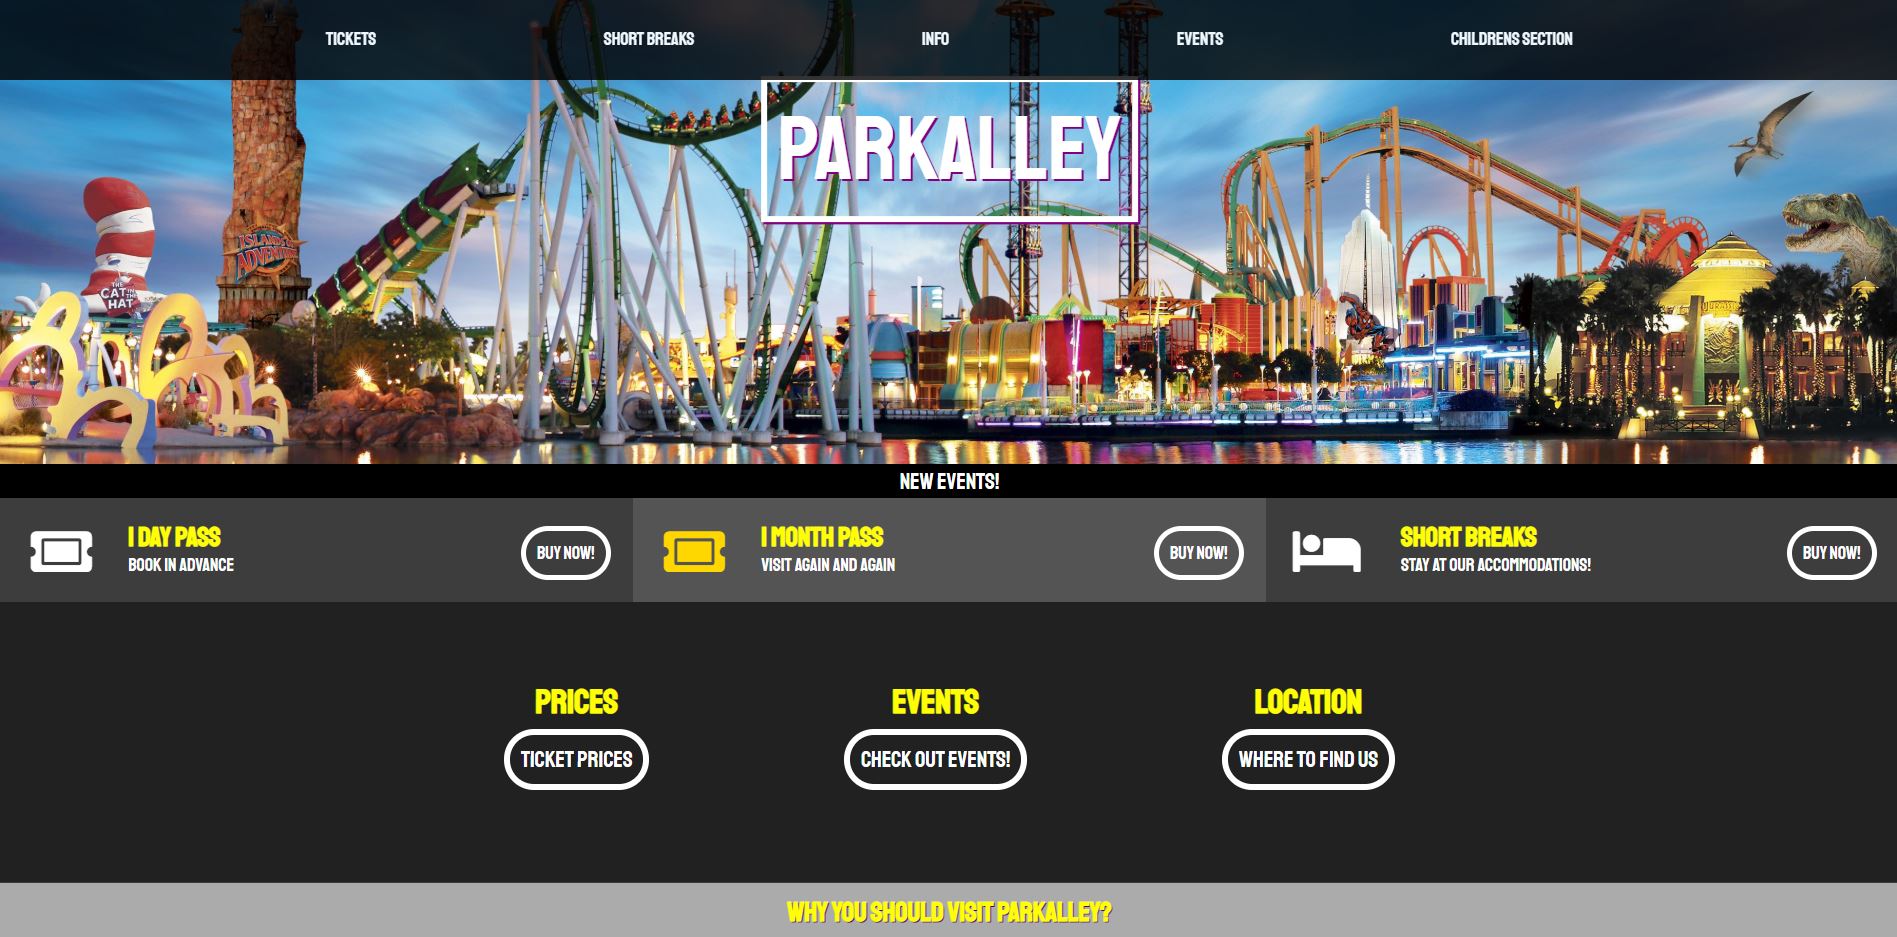 TICKETS
SHORT BREAKS
INFO
EVENTS
CHILDRENS SECTION
PARKALLEY
ISLANDS
ADVENTURE
THE
CAT IN
THE
HAT
JURASSIC
NEW EVENTS!
1 DAY PASS
BOOK IN ADVANCE
BUY NOW!
1 MONTH PASS
VISIT AGAIN AND AGAIN
BUY NOW!
SHORT BREAKS
STAY AT OUR ACCOMMODATIONS!
BUY NOW!
PRICES
TICKET PRICES
EVENTS
CHECK OUT EVENTS!
LOCATION
WHERE TO FIND US
WHY YOU SHOULD VISIT PARKALLEY?